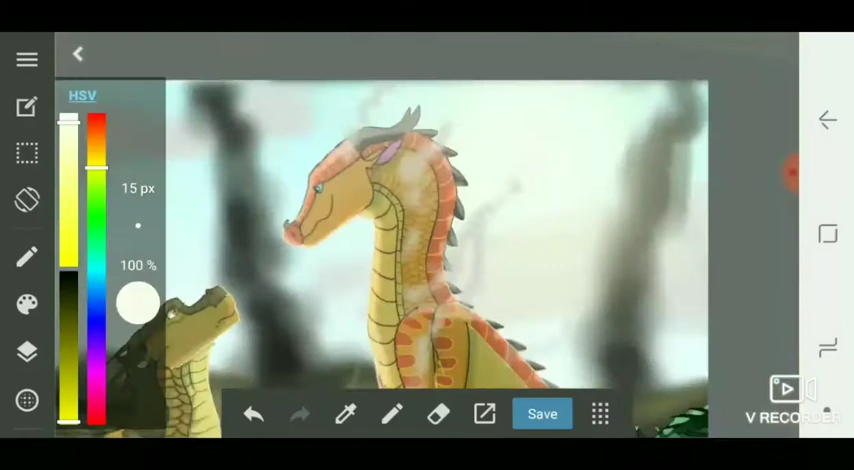 HSV
15 px
100 %
Save
V RECORDER